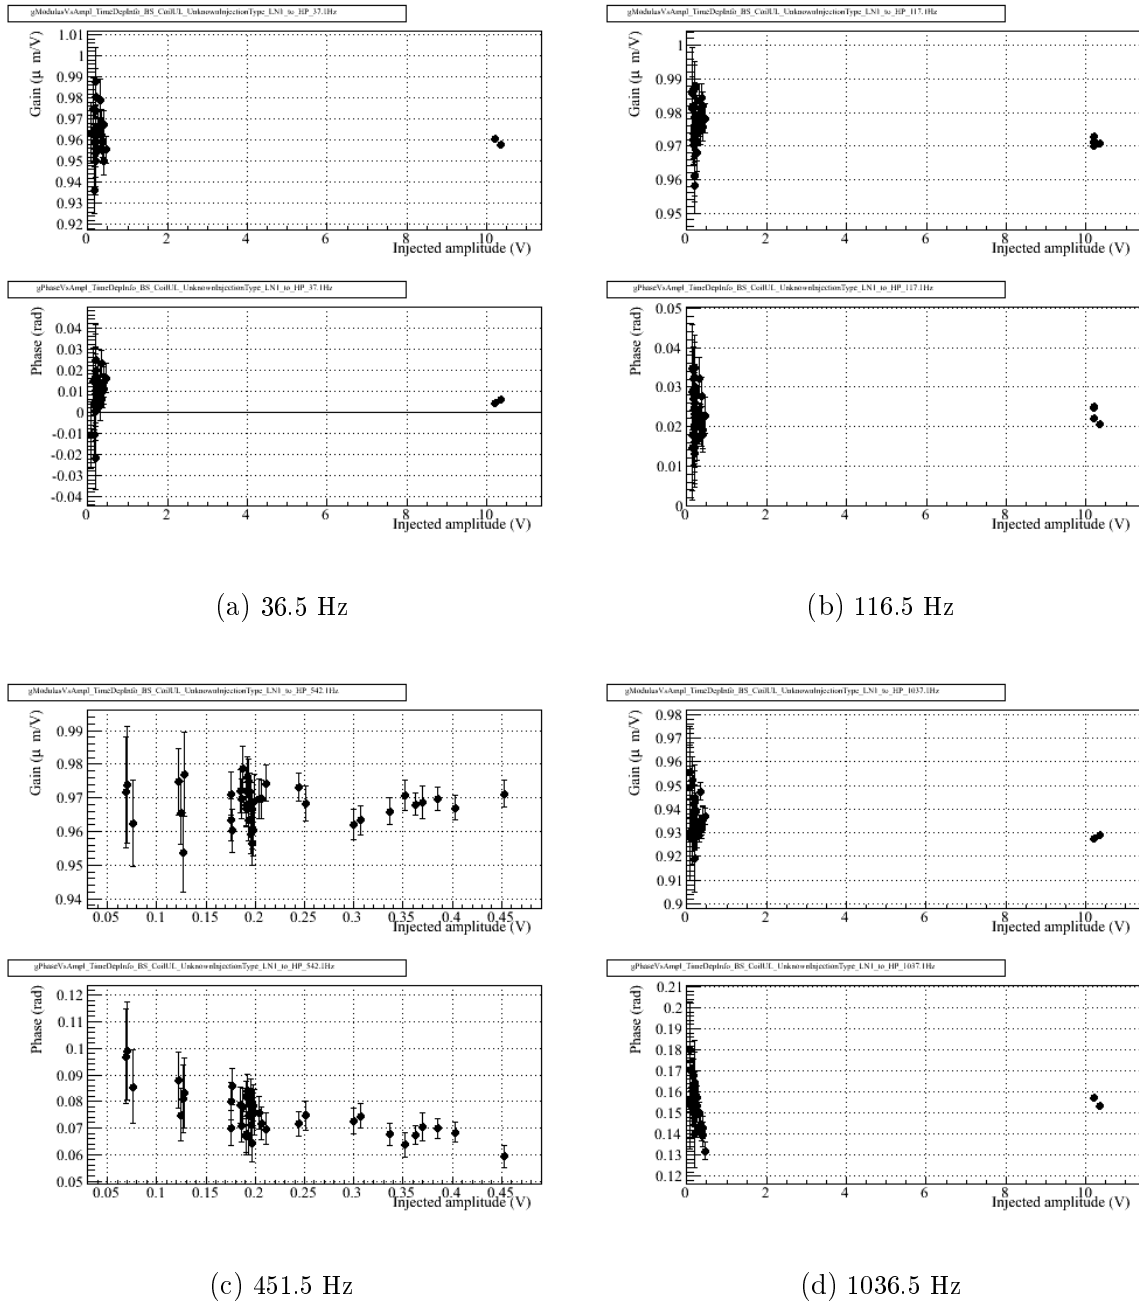 gModulusVsAmpl_TimeDepInfo_BS_CoilUL_UnknownInjectionType_LN1_to_HP_37.1Hz
Gain (μ m/V)
1.01
1
0.99
0.98
0.97
0.96
0.95
0.94
0.93
0.92
0 2 4 6 8 10
Injected amplitude (V)
gPhaseVsAmpl_TimeDepInfo_BS_CoilUL_UnknownInjectionType_LN1_to_HP_37.1Hz
Phase (rad)
0.04
0.03
0.02
0.01
0
-0.01
-0.02
-0.03
-0.04
0 2 4 6 8 10
Injected amplitude (V)
(a) 36.5 Hz
gModulusVsAmpl_TimeDepInfo_BS_CoilUL_UnknownInjectionType_LN1_to_HP_117.1Hz
Gain (μ m/V)
1
0.99
0.98
0.97
0.96
0.95
0 2 4 6 8 10
Injected amplitude (V)
gPhaseVsAmpl_TimeDepInfo_BS_CoilUL_UnknownInjectionType_LN1_to_HP_117.1Hz
Phase (rad)
0.05
0.04
0.03
0.02
0.01
0
0 2 4 6 8 10
Injected amplitude (V)
(b) 116.5 Hz
gModulusVsAmpl_TimeDepInfo_BS_CoilUL_UnknownInjectionType_LN1_to_HP_542.1Hz
Gain (μ m/V)
0.99
0.98
0.97
0.96
0.95
0.94
0.05 0.1 0.15 0.2 0.25 0.3 0.35 0.4 0.45
Injected amplitude (V)
gPhaseVsAmpl_TimeDepInfo_BS_CoilUL_UnknownInjectionType_LN1_to_HP_542.1Hz
Phase (rad)
0.12
0.11
0.1
0.09
0.08
0.07
0.06
0.05
0.05 0.1 0.15 0.2 0.25 0.3 0.35 0.4 0.45
Injected amplitude (V)
(c) 451.5 Hz
gModulusVsAmpl_TimeDepInfo_BS_CoilUL_UnknownInjectionType_LN1_to_HP_1037.1Hz
Gain (μ m/V)
0.98
0.97
0.96
0.95
0.94
0.93
0.92
0.91
0.9
0 2 4 6 8 10
Injected amplitude (V)
gPhaseVsAmpl_TimeDepInfo_BS_CoilUL_UnknownInjectionType_LN1_to_HP_1037.1Hz
Phase (rad)
0.21
0.2
0.19
0.18
0.17
0.16
0.15
0.14
0.13
0.12
0 2 4 6 8 10
Injected amplitude (V)
(d) 1036.5 Hz